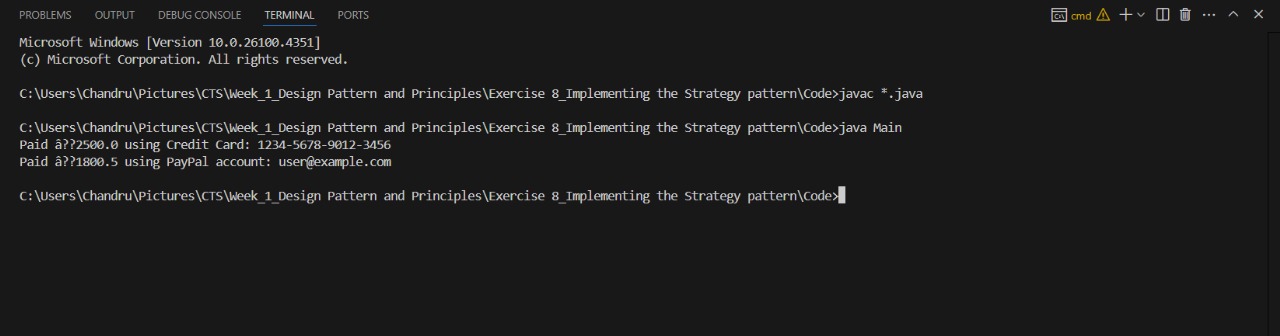 PROBLEMS OUTPUT DEBUG CONSOLE TERMINAL PORTS cmd
Microsoft Windows [Version 10.0.26100.4351]
(c) Microsoft Corporation. All rights reserved.
C:\Users\Chandru\Pictures\CTS\Week_1_Design Pattern and Principles\Exercise 8_Implementing the Strategy pattern\Code>javac *.java
C:\Users\Chandru\Pictures\CTS\Week_1_Design Pattern and Principles\Exercise 8_Implementing the Strategy pattern\Code>java Main
Paid â??2500.0 using Credit Card: 1234-5678-9012-3456
Paid â??1800.5 using PayPal account: user@example.com
C:\Users\Chandru\Pictures\CTS\Week_1_Design Pattern and Principles\Exercise 8_Implementing the Strategy pattern\Code>